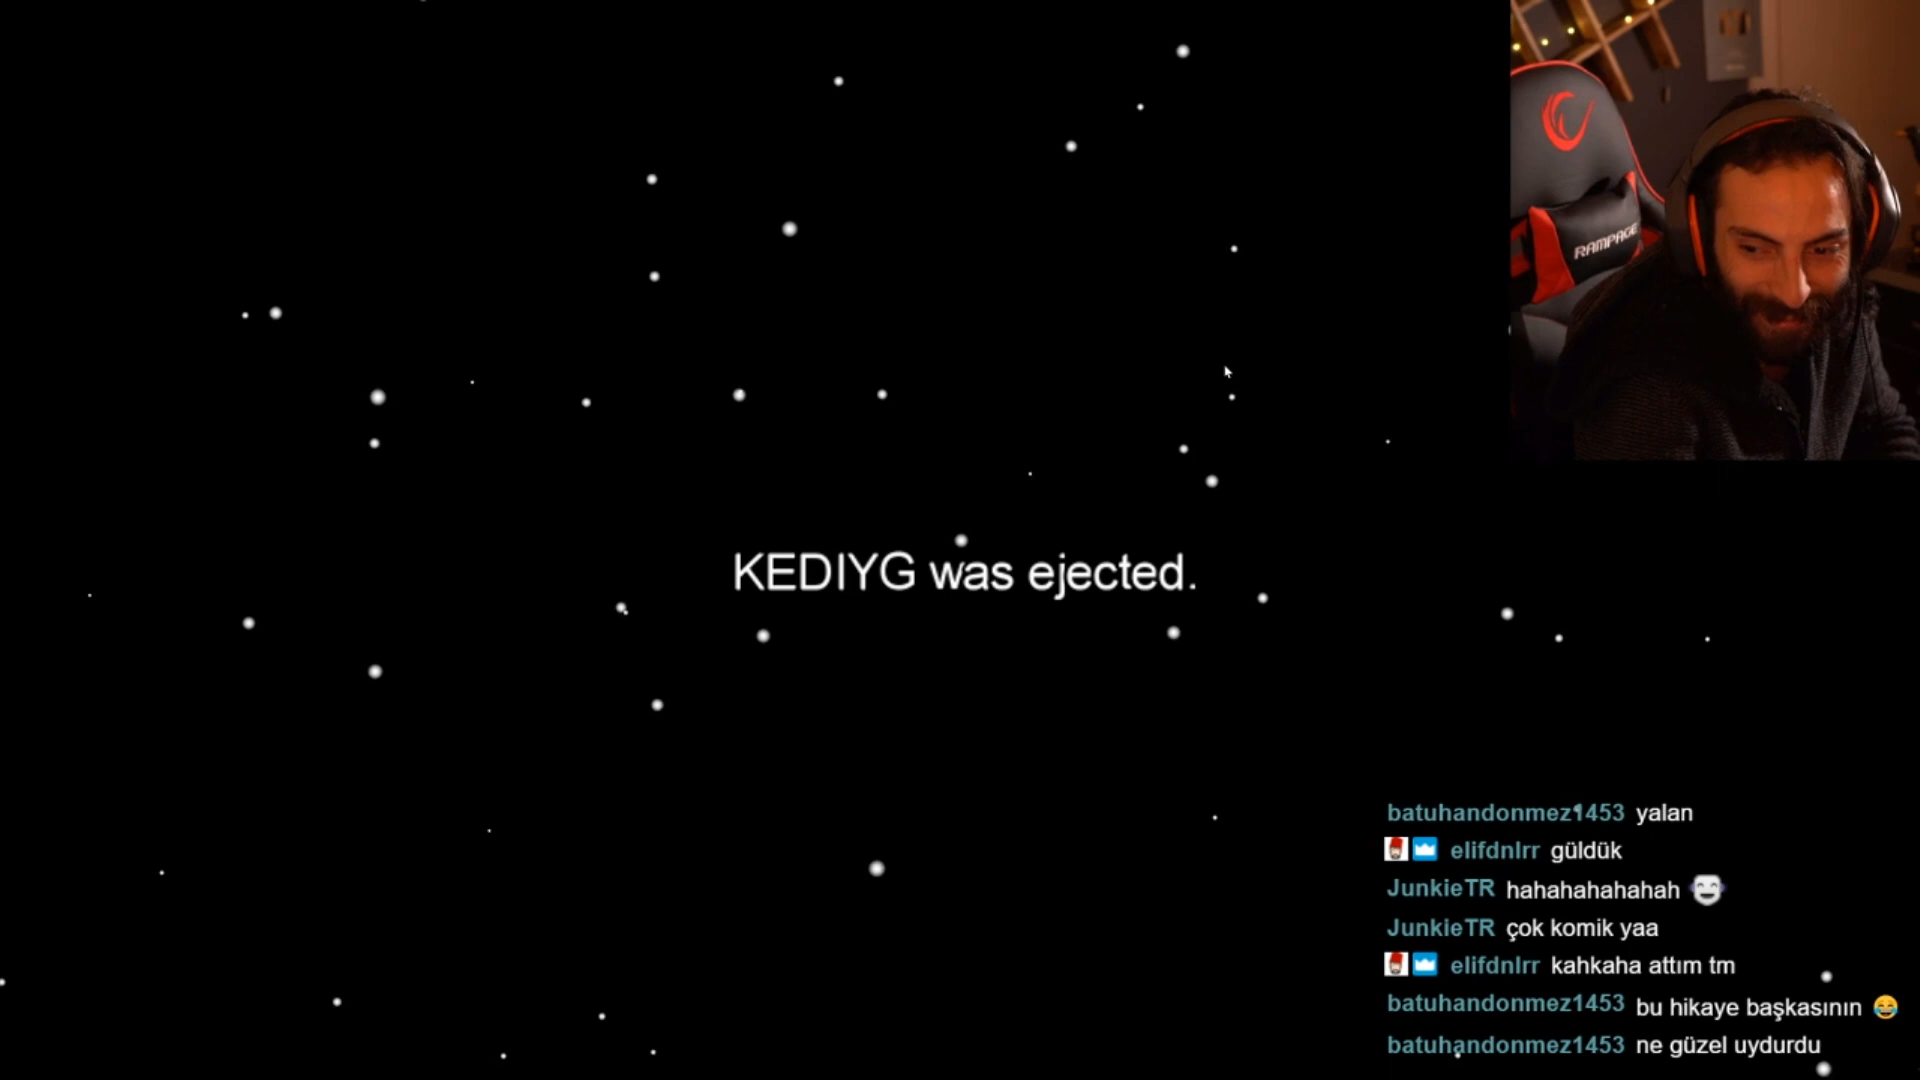 RAMPAGE
KEDIYG was ejected.
batuhandonmez1453 yalan
elifdnlrr güldük
JunkieTR hahahahahahah
JunkieTR çok komik yaa
elifdnlrr kahkaha attım tm
batuhandonmez1453 bu hikaye başkasının 😂
batuhandonmez1453 ne güzel uydurdu